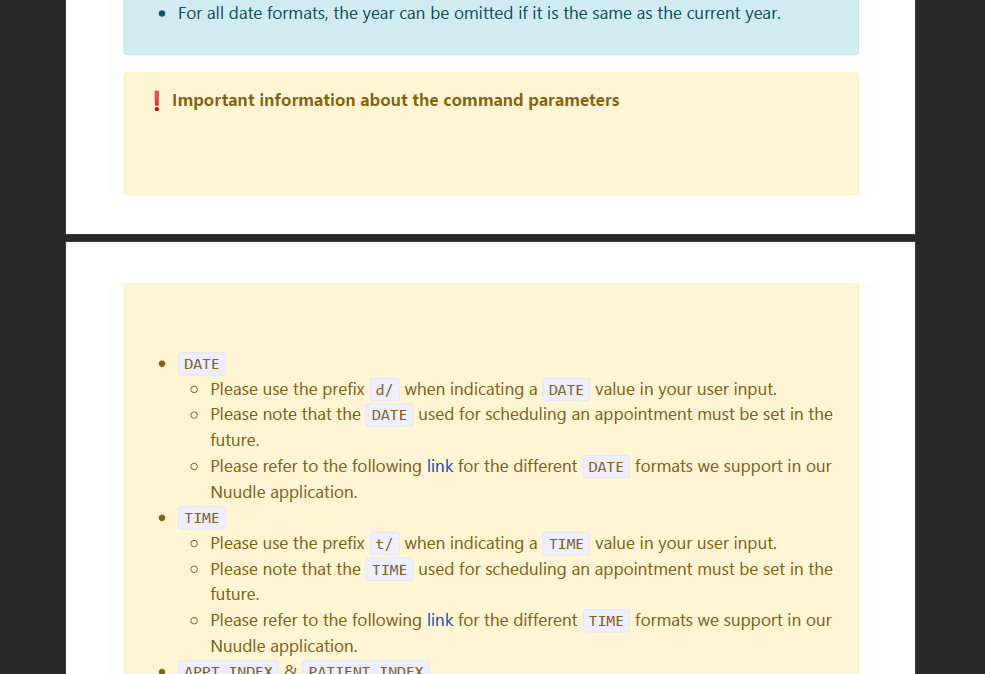 • For all date formats, the year can be omitted if it is the same as the current year.
❗ Important information about the command parameters
• DATE
○ Please use the prefix d/ when indicating a DATE value in your user input.
○ Please note that the DATE used for scheduling an appointment must be set in the
future.
○ Please refer to the following link for the different DATE formats we support in our
Nuudle application.
• TIME
○ Please use the prefix t/ when indicating a TIME value in your user input.
○ Please note that the TIME used for scheduling an appointment must be set in the
future.
○ Please refer to the following link for the different TIME formats we support in our
Nuudle application.
• APPT_INDEX & PATIENT_INDEX